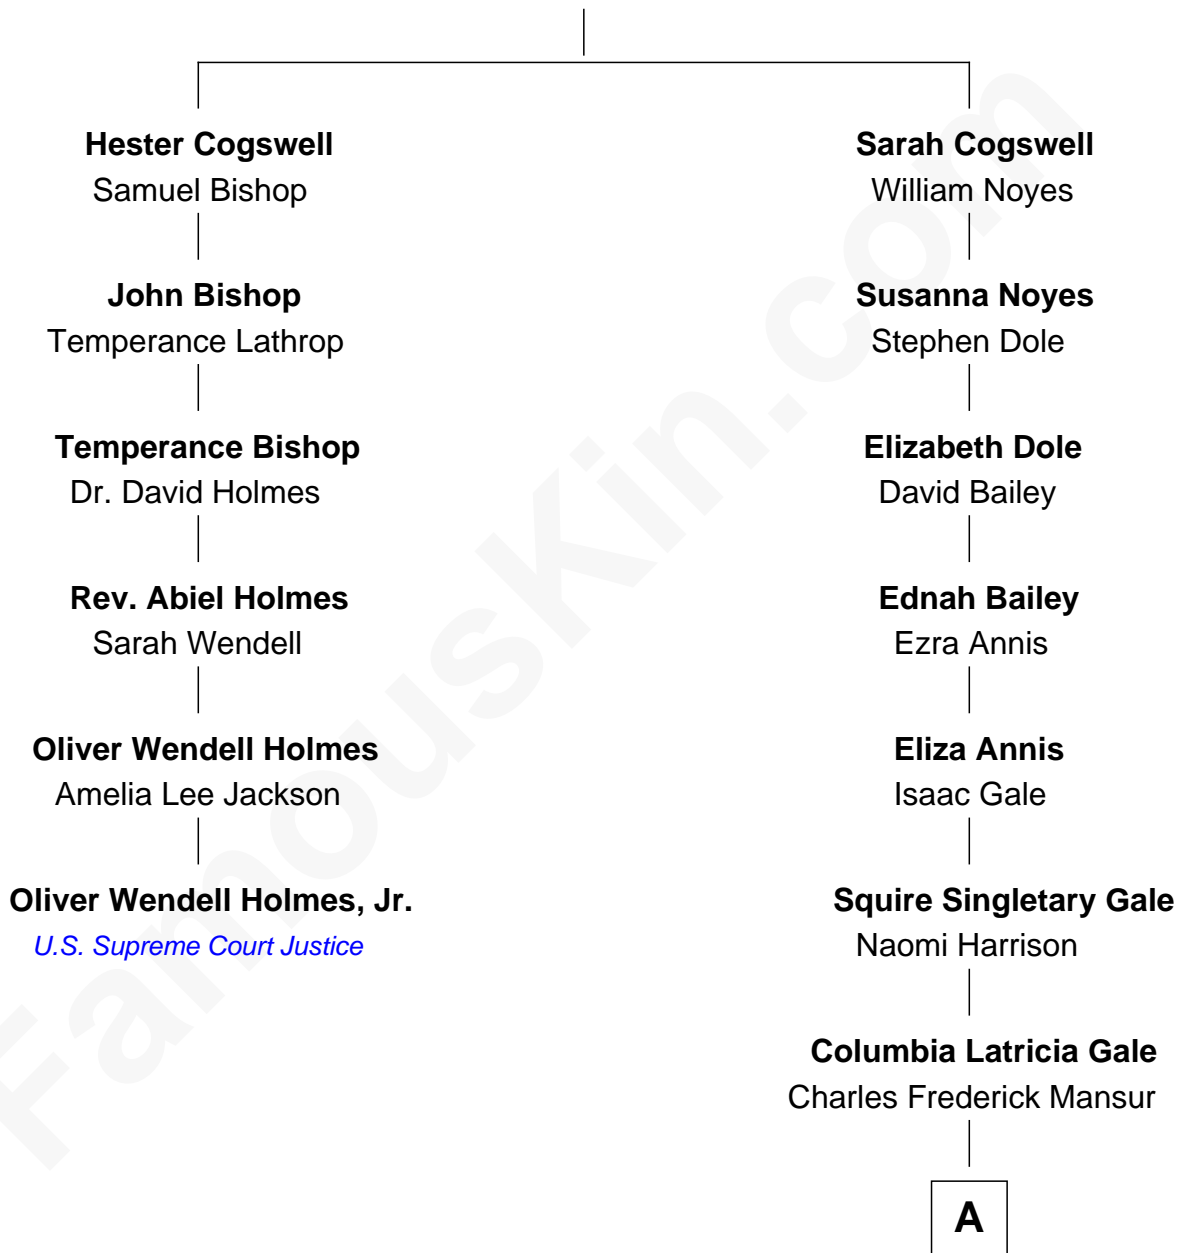 Hester Cogswell
Samuel Bishop
John Bishop
Temperance Lathrop
Temperance Bishop
Dr. David Holmes
Rev. Abiel Holmes
Sarah Wendell
Oliver Wendell Holmes
Amelia Lee Jackson
Oliver Wendell Holmes, Jr.
U.S. Supreme Court Justice
Sarah Cogswell
William Noyes
Susanna Noyes
Stephen Dole
Elizabeth Dole
David Bailey
Ednah Bailey
Ezra Annis
Eliza Annis
Isaac Gale
Squire Singletary Gale
Naomi Harrison
Columbia Latricia Gale
Charles Frederick Mansur
A
FamousKin.com